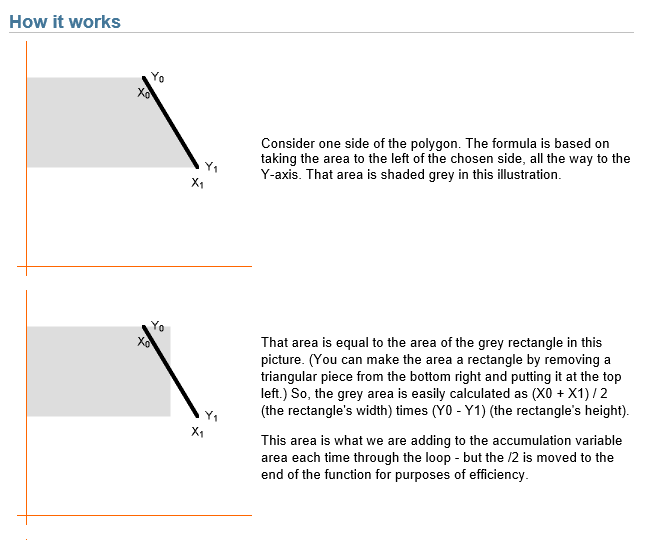 How it works
Y0
X0
Y1
X1
Consider one side of the polygon. The formula is based on
taking the area to the left of the chosen side, all the way to the
Y-axis. That area is shaded grey in this illustration.
Y0
X0
Y1
X1
That area is equal to the area of the grey rectangle in this
picture. (You can make the area a rectangle by removing a
triangular piece from the bottom right and putting it at the top
left.) So, the grey area is easily calculated as (X0 + X1) / 2
(the rectangle's width) times (Y0 - Y1) (the rectangle's height).
This area is what we are adding to the accumulation variable
area each time through the loop - but the /2 is moved to the
end of the function for purposes of efficiency.